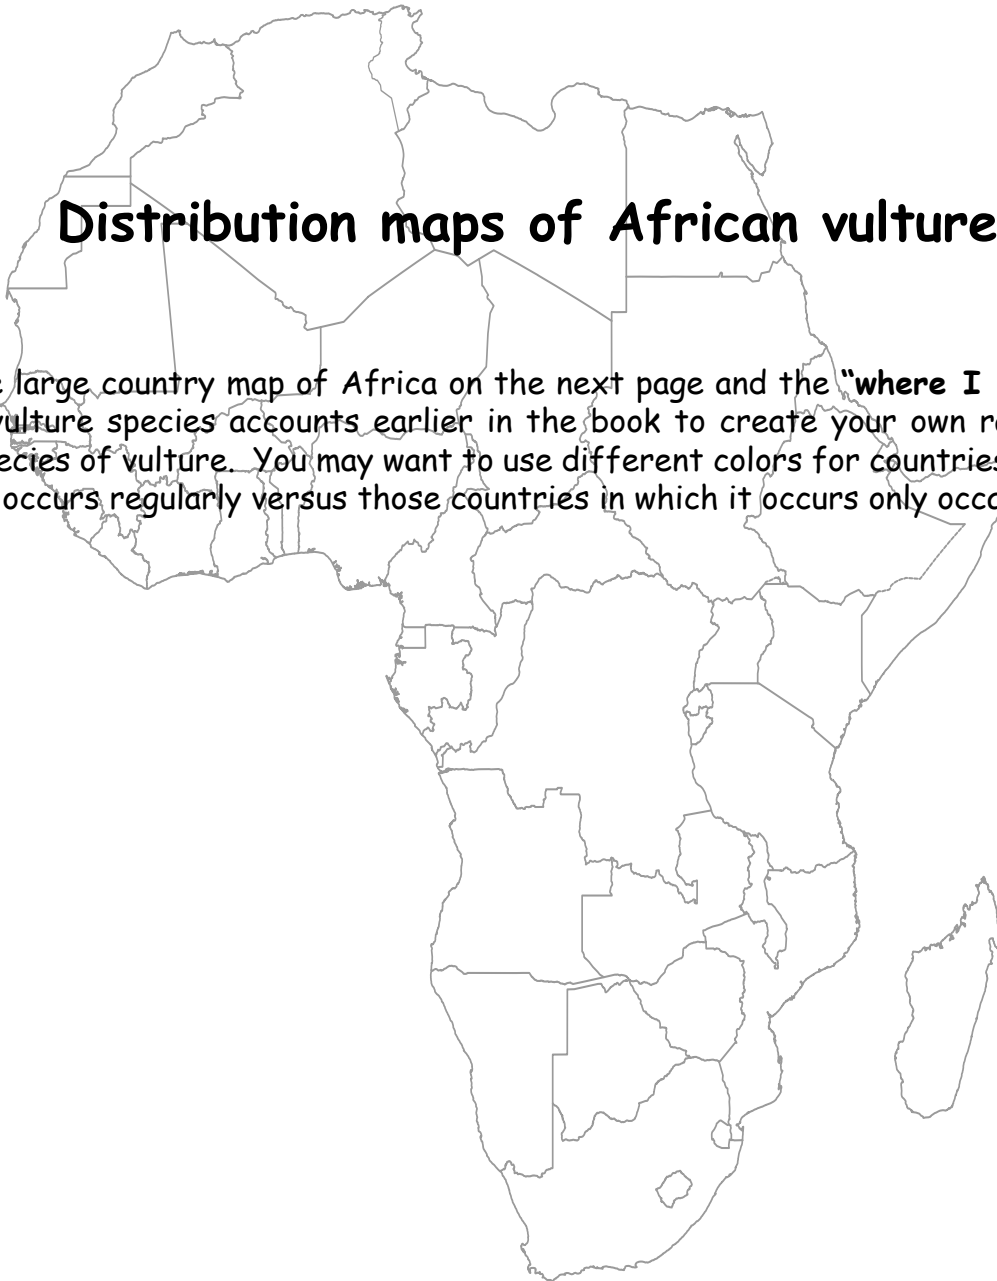 Distribution maps of African vulture
e large country map of Africa on the next page and the “where I
vulture species accounts earlier in the book to create your own r
ecies of vulture. You may want to use different colors for countries
occurs regularly versus those countries in which it occurs only occa